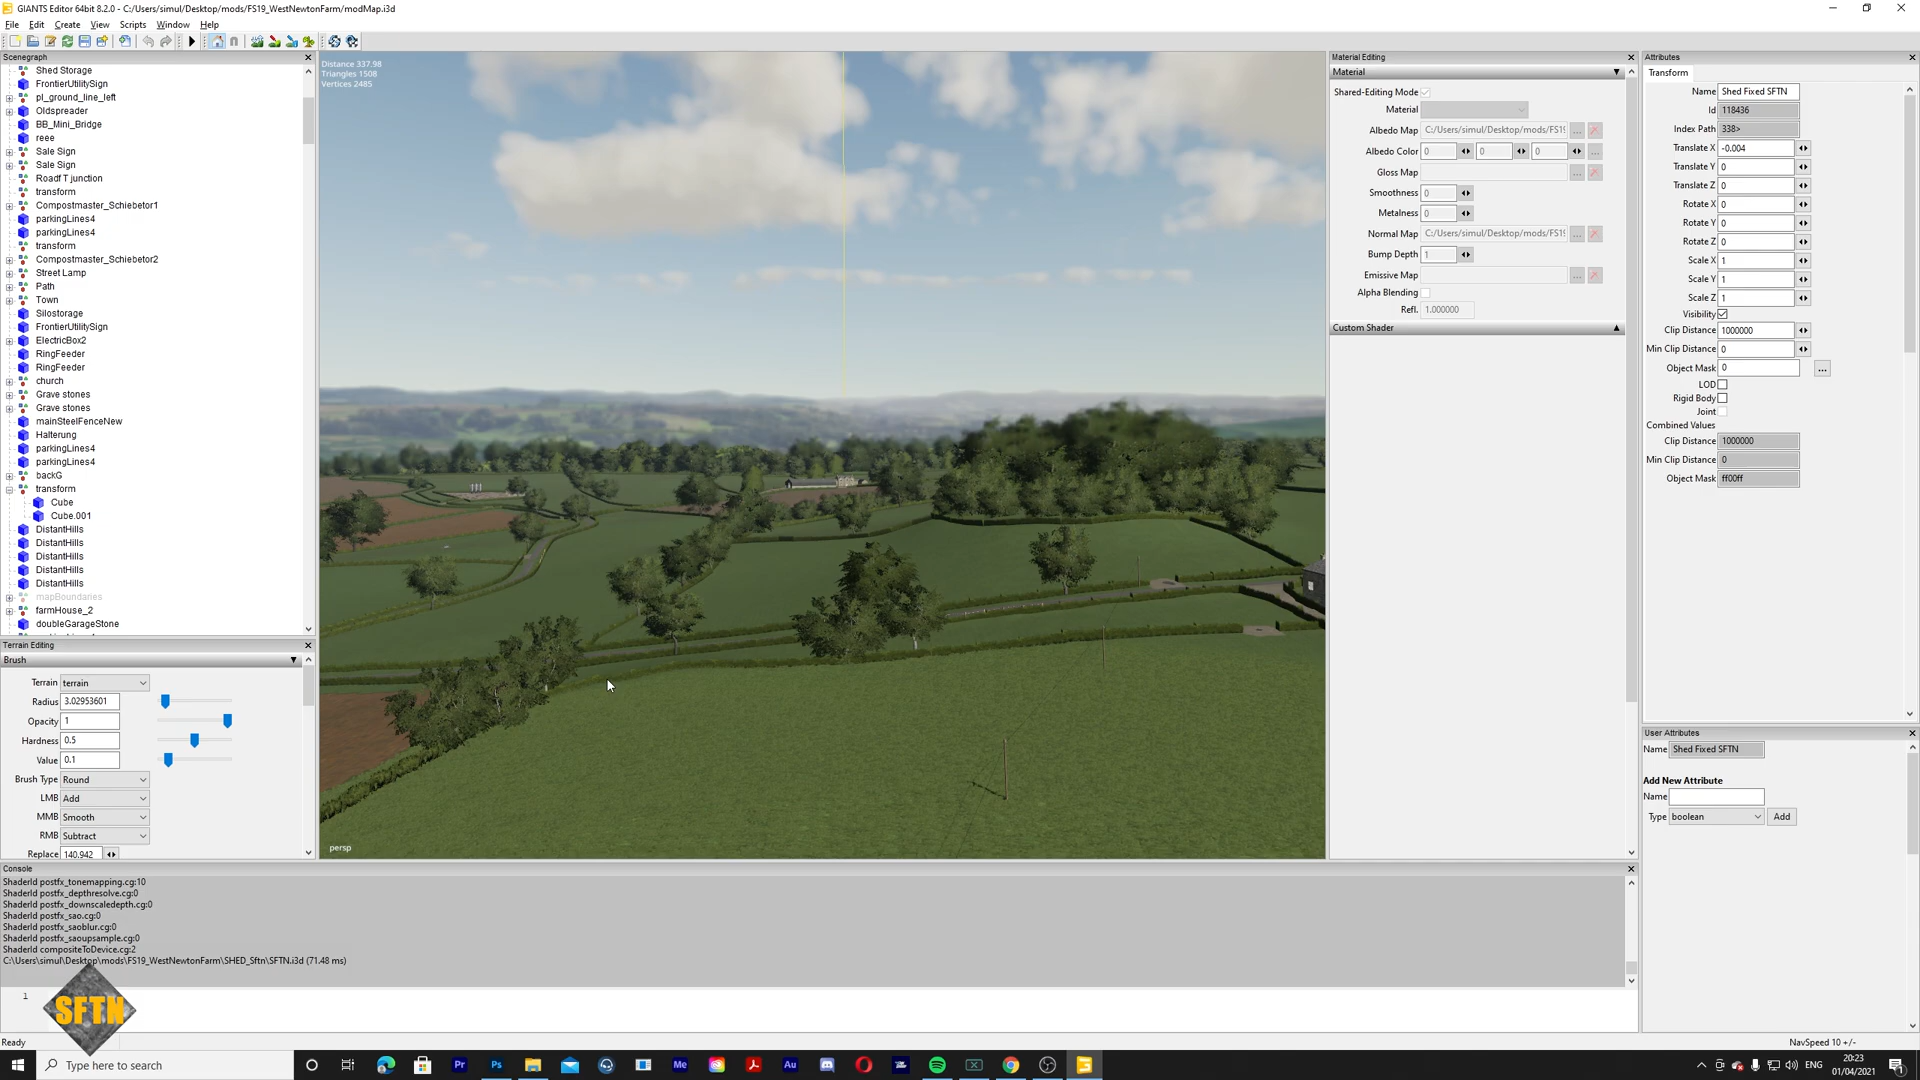 GIANTS Editor 64bit 8.2.0 - C:/Users/simul/Desktop/mods/FS19_WestNewtonFarm/modMap.i3d
File Edit Create View Scripts Window Help
Scenegraph
Shed Storage
FrontierUtilitySign
pl_ground_line_left
Oldspreader
BB_Mini_Bridge
reee
Sale Sign
Sale Sign
Roadf T junction
transform
Compostmaster_Schiebetor1
parkingLines4
parkingLines4
transform
Compostmaster_Schiebetor2
Street Lamp
Path
Town
Silostorage
FrontierUtilitySign
ElectricBox2
RingFeeder
RingFeeder
church
Grave stones
Grave stones
mainSteelFenceNew
Halterung
parkingLines4
parkingLines4
backG
transform
Cube
Cube.001
DistantHills
DistantHills
DistantHills
DistantHills
DistantHills
mapBoundaries
farmHouse_2
doubleGarageStone
Terrain Editing
Brush
Terrain terrain
Radius 3.02953601
Opacity 1
Hardness 0.5
Value 0.1
Brush Type Round
LMB Add
MMB Smooth
RMB Subtract
Replace 140.942
Distance 337.98
Triangles 1508
Vertices 2485
persp
Material Editing
Material
Shared-Editing Mode
Material
Albedo Map C:/Users/simul/Desktop/mods/FS19 ...
Albedo Color 0 0 0 ...
Gloss Map ...
Smoothness 0
Metalness 0
Normal Map C:/Users/simul/Desktop/mods/FS19 ...
Bump Depth 1
Emissive Map ...
Alpha Blending
Refl. 1.000000
Custom Shader
Attributes
Transform
Name Shed Fixed SFTN
Id 118436
Index Path 338>
Translate X -0.004
Translate Y 0
Translate Z 0
Rotate X 0
Rotate Y 0
Rotate Z 0
Scale X 1
Scale Y 1
Scale Z 1
Visibility
Clip Distance 1000000
Min Clip Distance 0
Object Mask 0 ...
LOD
Rigid Body
Joint
Combined Values
Clip Distance 1000000
Min Clip Distance 0
Object Mask ff00ff
User Attributes
Name Shed Fixed SFTN
Add New Attribute
Name
Type boolean Add
Console
ShaderId postfx_tonemapping.cg:10
ShaderId postfx_depthresolve.cg:0
ShaderId postfx_downscaledepth.cg:0
ShaderId postfx_sao.cg:0
ShaderId postfx_saoblur.cg:0
ShaderId postfx_saoupsample.cg:0
ShaderId compositeToDevice.cg:2
C:\Users\simul\Desktop\mods\FS19_WestNewtonFarm\SHED_Sftn\SFTN.i3d (71.48 ms)
1
SFTN
Ready
NavSpeed 10 +/-
Type here to search
Pr
Ps
Me
Au
ENG
20:23
01/04/2021